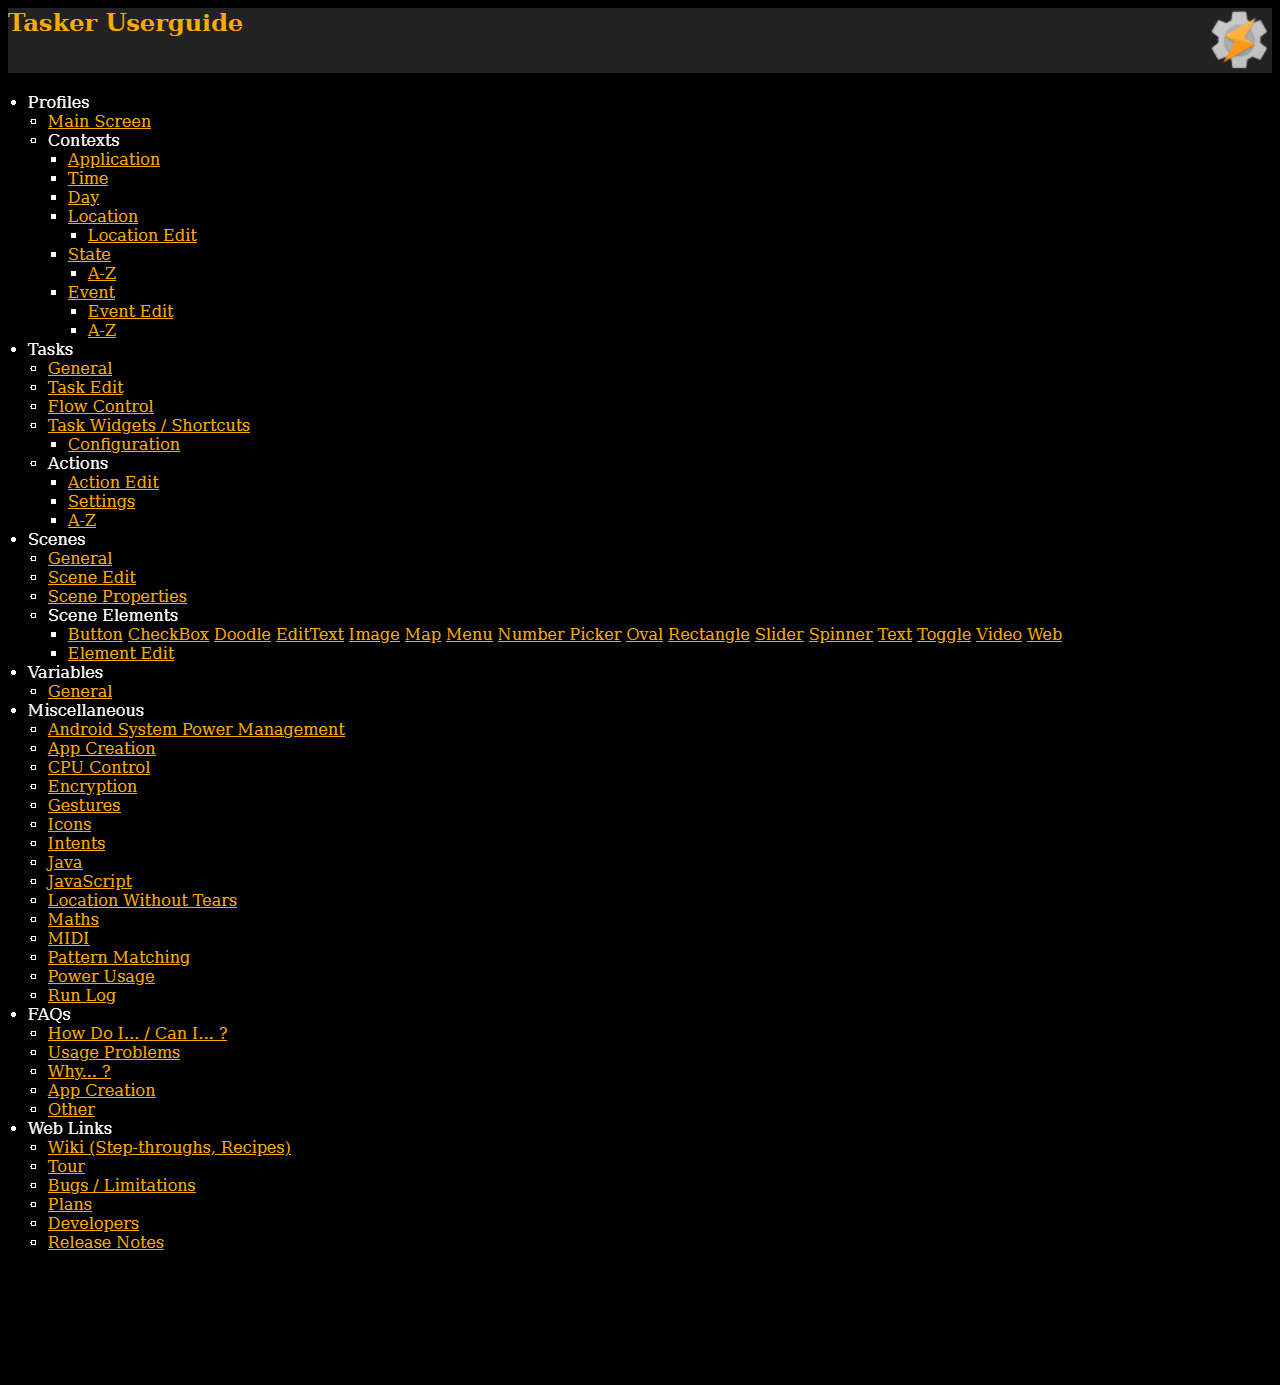 Tasker Userguide
Profiles
Main Screen
Contexts
Application
Time
Day
Location
Location Edit
State
A-Z
Event
Event Edit
A-Z
Tasks
General
Task Edit
Flow Control
Task Widgets / Shortcuts
Configuration
Actions
Action Edit
Settings
A-Z
Scenes
General
Scene Edit
Scene Properties
Scene Elements
Button CheckBox Doodle EditText Image Map Menu Number Picker Oval Rectangle Slider Spinner Text Toggle Video Web
Element Edit
Variables
General
Miscellaneous
Android System Power Management
App Creation
CPU Control
Encryption
Gestures
Icons
Intents
Java
JavaScript
Location Without Tears
Maths
MIDI
Pattern Matching
Power Usage
Run Log
FAQs
How Do I... / Can I... ?
Usage Problems
Why... ?
App Creation
Other
Web Links
Wiki (Step-throughs, Recipes)
Tour
Bugs / Limitations
Plans
Developers
Release Notes